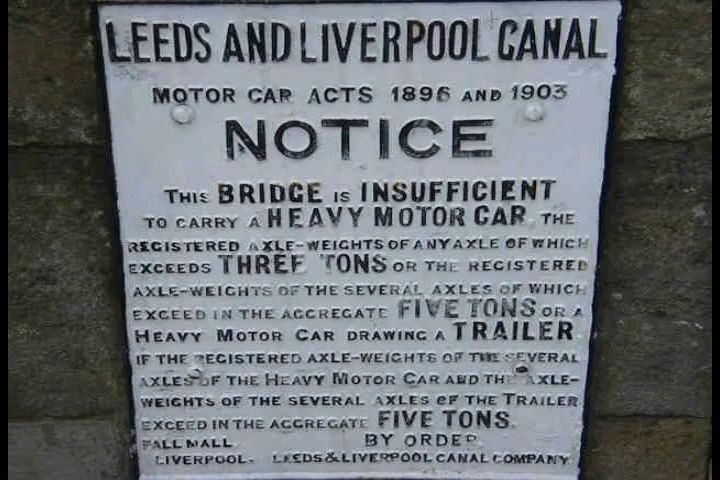 LEEDS AND LIVERPOOL CANAL
MOTOR CAR ACTS 1896 AND 1903
NOTICE
THIS BRIDGE IS INSUFFICIENT
TO CARRY A HEAVY MOTOR CAR, THE
REGISTERED AXLE-WEIGHTS OF ANY AXLE OF WHICH
EXCEEDS THREE TONS OR THE REGISTERED
AXLE-WEIGHTS OF THE SEVERAL AXLES OF WHICH
EXCEED IN THE AGGREGATE FIVE TONS OR A
HEAVY MOTOR CAR DRAWING A TRAILER
IF THE REGISTERED AXLE-WEIGHTS OF THE SEVERAL
AXLES OF THE HEAVY MOTOR CAR AND THE AXLE-
WEIGHTS OF THE SEVERAL AXLES OF THE TRAILER
EXCEED IN THE AGGREGATE FIVE TONS.
PALL MALL. BY ORDER.
LIVERPOOL. LEEDS & LIVERPOOL CANAL COMPANY